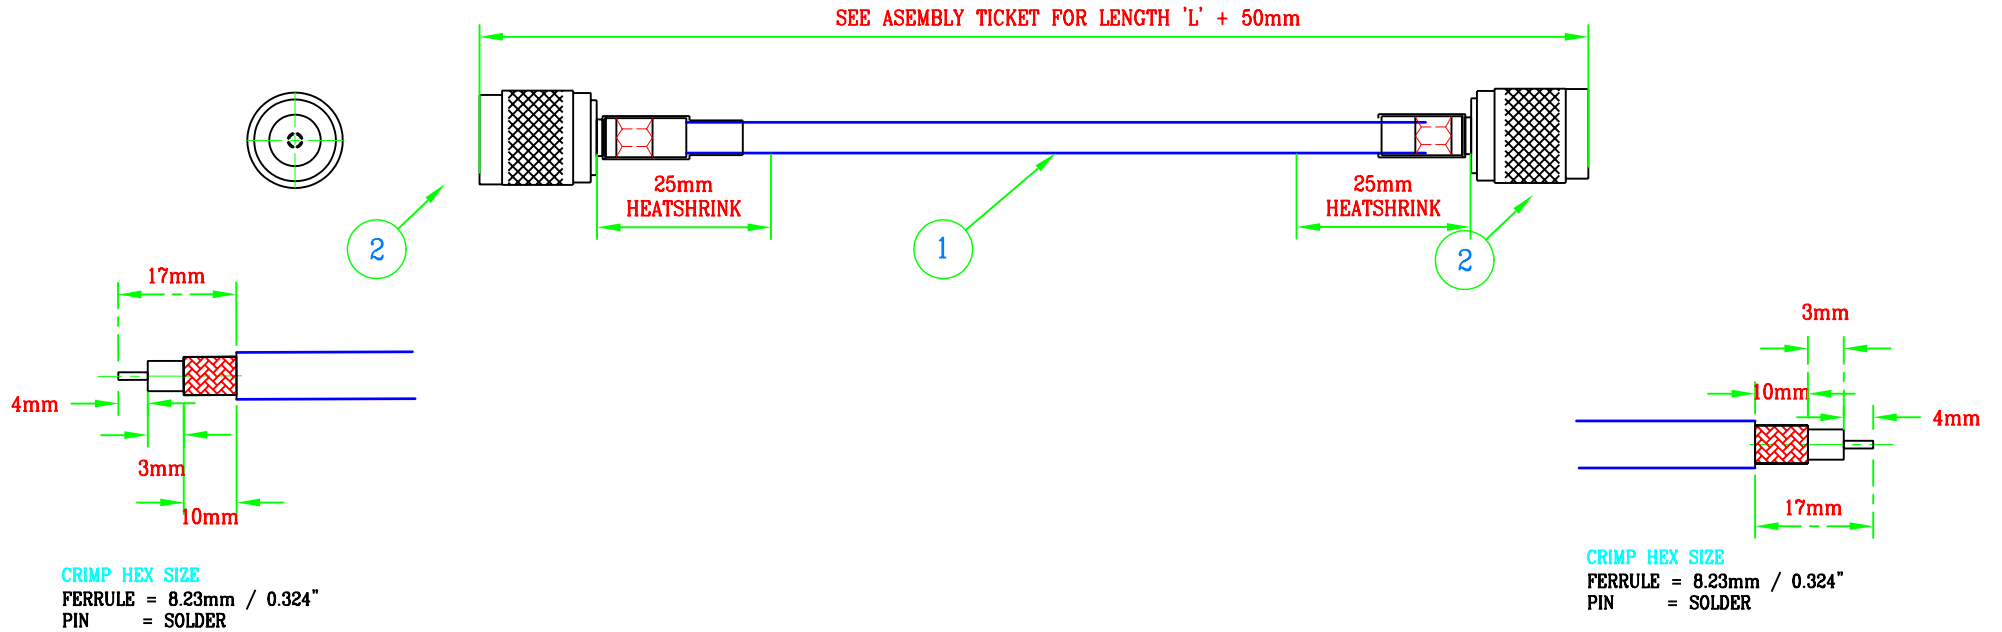 SEE ASEMBLY TICKET FOR LENGTH 'L' + 50mm
25mm
HEATSHRINK
25mm
HEATSHRINK
2
1
2
17mm
4mm
3mm
10mm
3mm
10mm
4mm
17mm
CRIMP HEX SIZE
FERRULE = 8.23mm / 0.324"
PIN = SOLDER
CRIMP HEX SIZE
FERRULE = 8.23mm / 0.324"
PIN = SOLDER